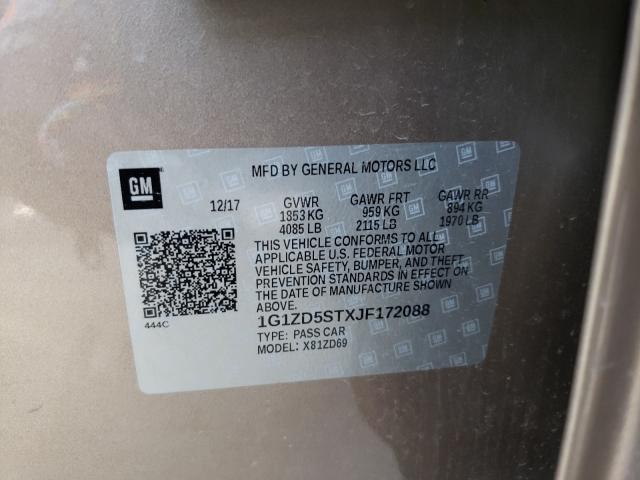 GM
MFD BY GENERAL MOTORS LLC
12/17 GVWR GAWR FRT GAWR RR
1853 KG 959 KG 894 KG
4085 LB 2115 LB 1970 LB
THIS VEHICLE CONFORMS TO ALL
APPLICABLE U.S. FEDERAL MOTOR
VEHICLE SAFETY, BUMPER, AND THEFT
PREVENTION STANDARDS IN EFFECT ON
THE DATE OF MANUFACTURE SHOWN
ABOVE.
444C
1G1ZD5STXJF172088
TYPE: PASS CAR
MODEL: X81ZD69